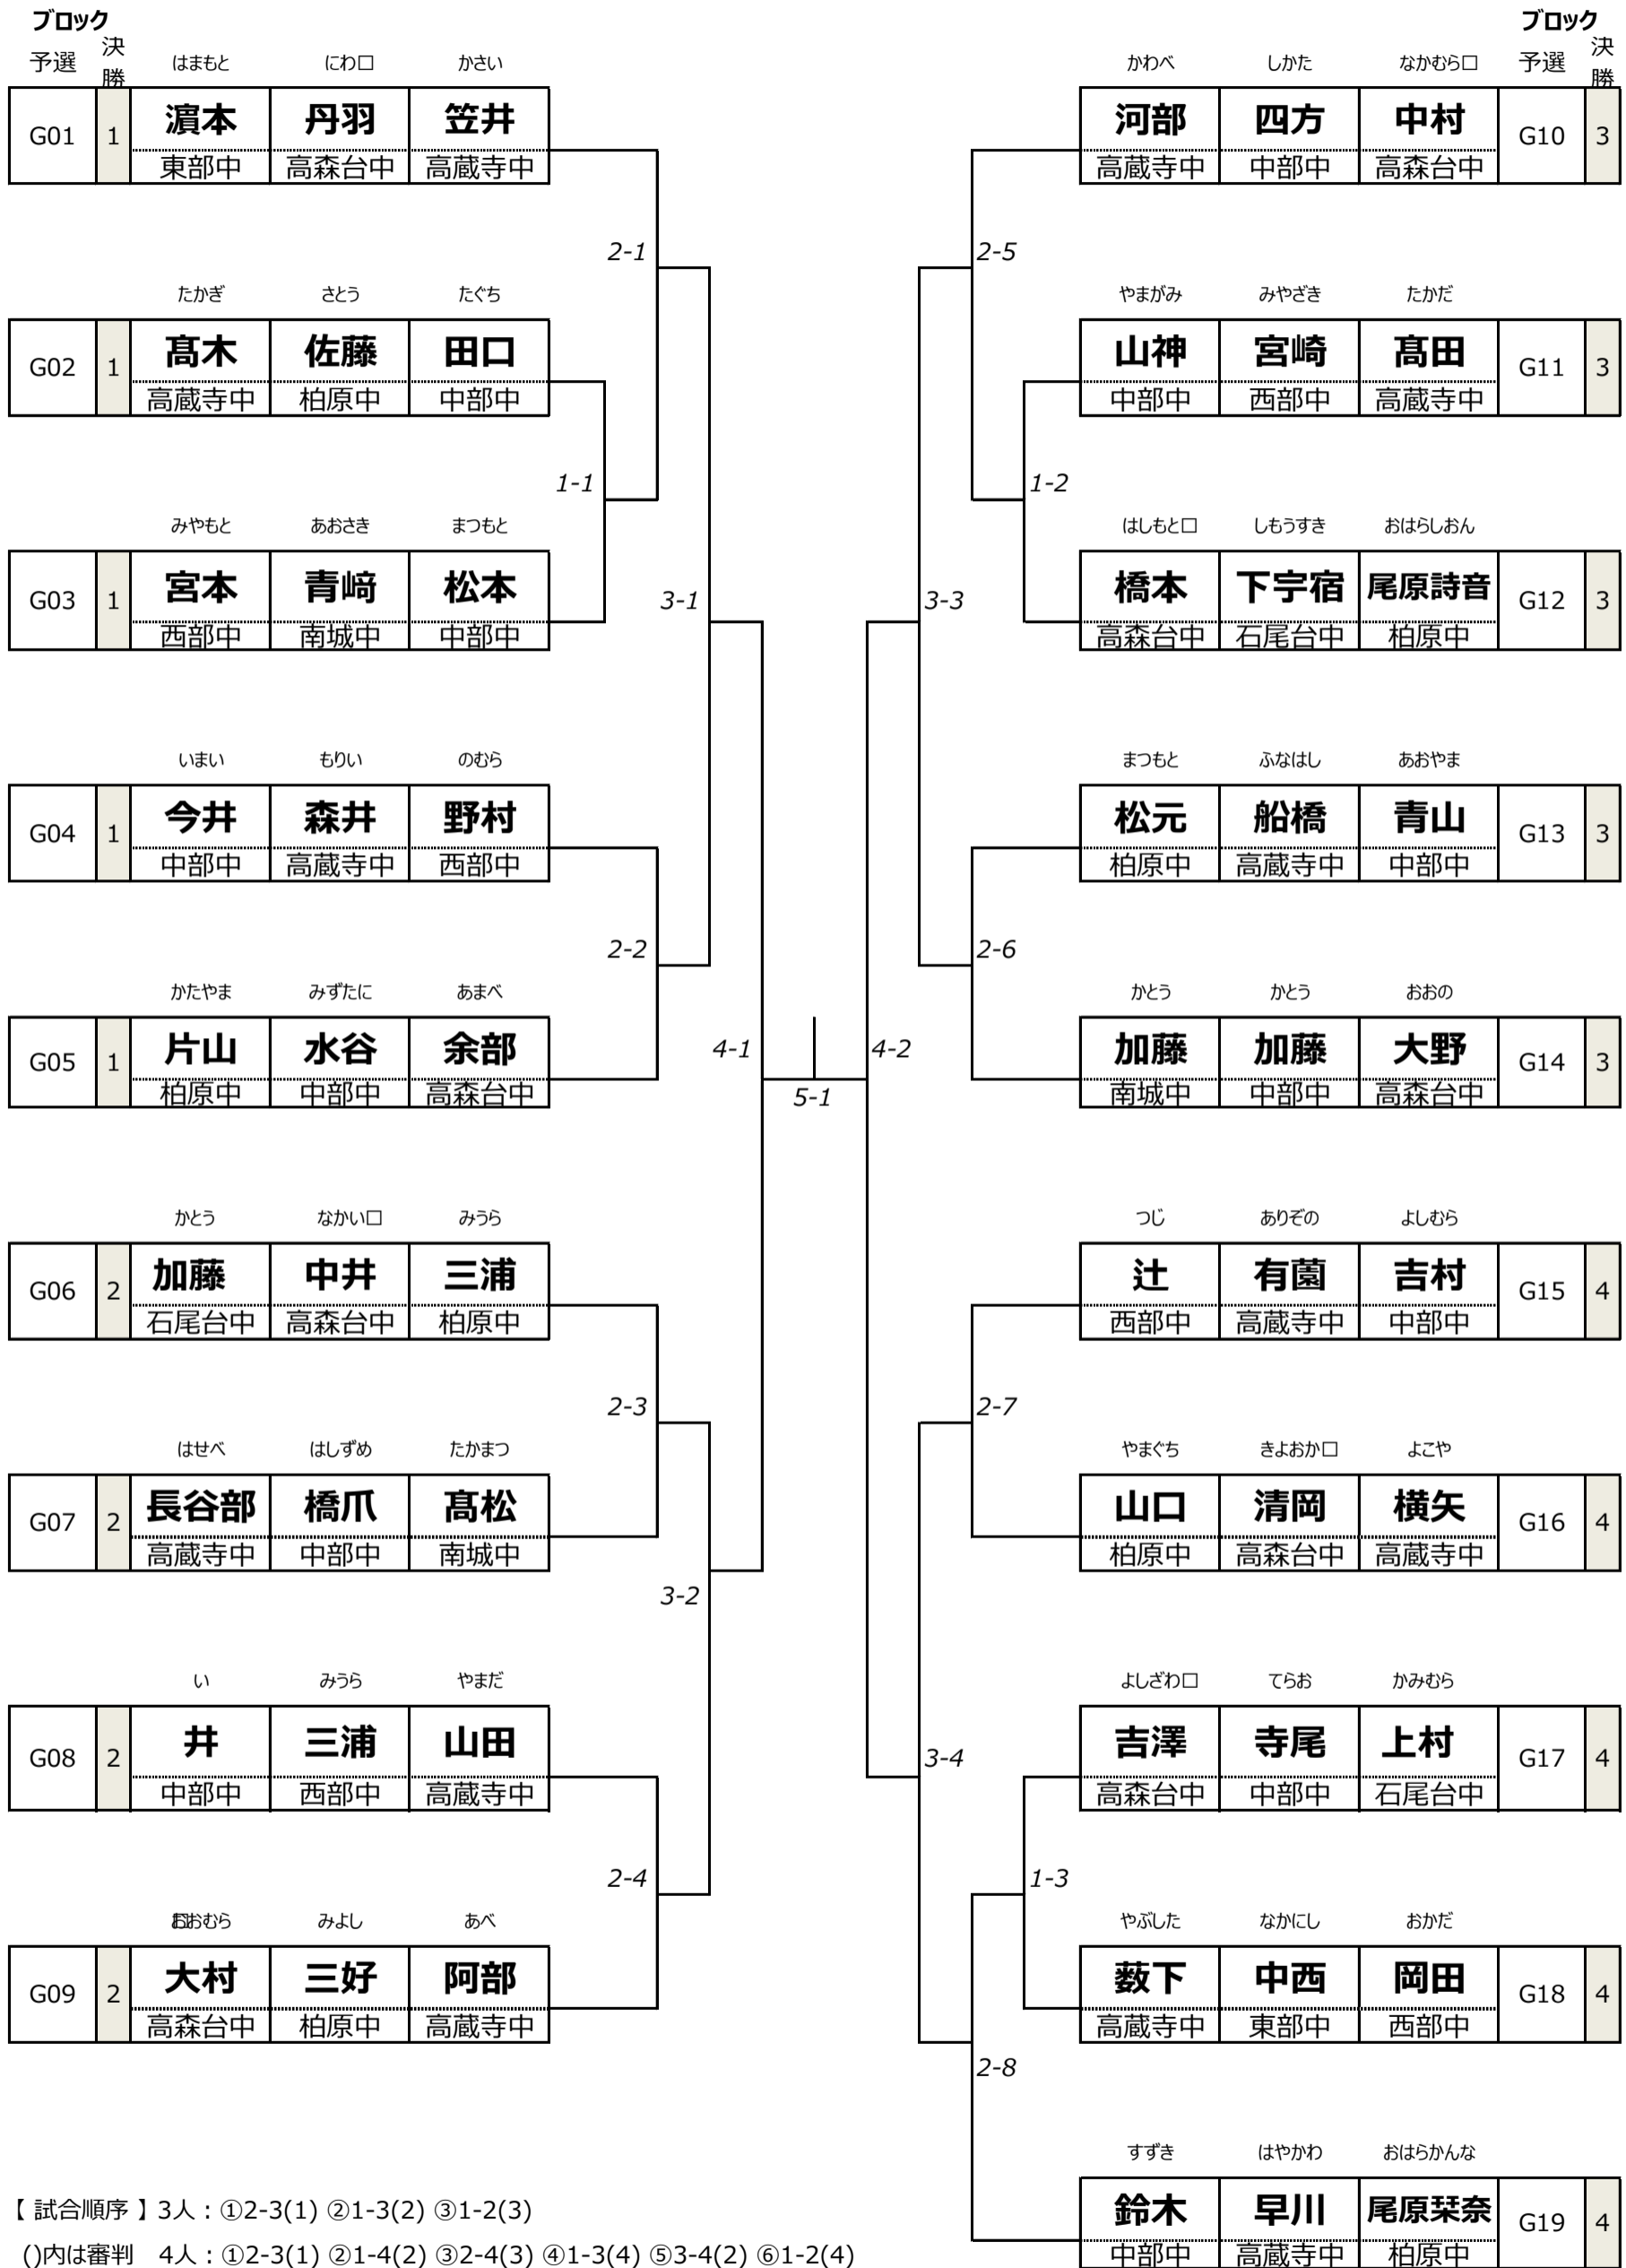 ブロック
予選 決勝 はまもと にわ□ かさい
G01 1 濵本 丹羽 笠井
東部中 高森台中 高蔵寺中
2-1
たかぎ さとう たぐち
G02 1 髙木 佐藤 田口
高蔵寺中 柏原中 中部中
1-1
みやもと あおさき まつもと
G03 1 宮本 青﨑 松本
西部中 南城中 中部中
3-1
いまい もりい のむら
G04 1 今井 森井 野村
中部中 高蔵寺中 西部中
2-2
かたやま みずたに あまべ
G05 1 片山 水谷 余部
柏原中 中部中 高森台中
4-1
5-1
かとう なかい□ みうら
G06 2 加藤 中井 三浦
石尾台中 高森台中 柏原中
2-3
はせべ はしずめ たかまつ
G07 2 長谷部 橋爪 髙松
高蔵寺中 中部中 南城中
3-2
い みうら やまだ
G08 2 井 三浦 山田
中部中 西部中 高蔵寺中
2-4
おおむら みよし あべ
G09 2 大村 三好 阿部
高森台中 柏原中 高蔵寺中
ブロック
かわべ しかた なかむら□ 予選 決勝
河部 四方 中村 G10 3
高蔵寺中 中部中 高森台中
2-5
やまがみ みやざき たかだ
山神 宮崎 髙田 G11 3
中部中 西部中 高蔵寺中
1-2
はしもと□ しもうすき おはらしおん
橋本 下宇宿 尾原詩音 G12 3
高森台中 石尾台中 柏原中
3-3
まつもと ふなはし あおやま
松元 船橋 青山 G13 3
柏原中 高蔵寺中 中部中
2-6
かとう かとう おおの
加藤 加藤 大野 G14 3
南城中 中部中 高森台中
4-2
つじ ありぞの よしむら
辻 有薗 吉村 G15 4
西部中 高蔵寺中 中部中
2-7
やまぐち きよおか□ よこや
山口 清岡 横矢 G16 4
柏原中 高森台中 高蔵寺中
よしざわ□ てらお かみむら
吉澤 寺尾 上村 G17 4
高森台中 中部中 石尾台中
3-4
1-3
やぶした なかにし おかだ
薮下 中西 岡田 G18 4
高蔵寺中 東部中 西部中
2-8
すずき はやかわ おはらかんな
鈴木 早川 尾原栞奈 G19 4
中部中 高蔵寺中 柏原中
【 試合順序 】3人：①2-3(1) ②1-3(2) ③1-2(3)
()内は審判 4人：①2-3(1) ②1-4(2) ③2-4(3) ④1-3(4) ⑤3-4(2) ⑥1-2(4)